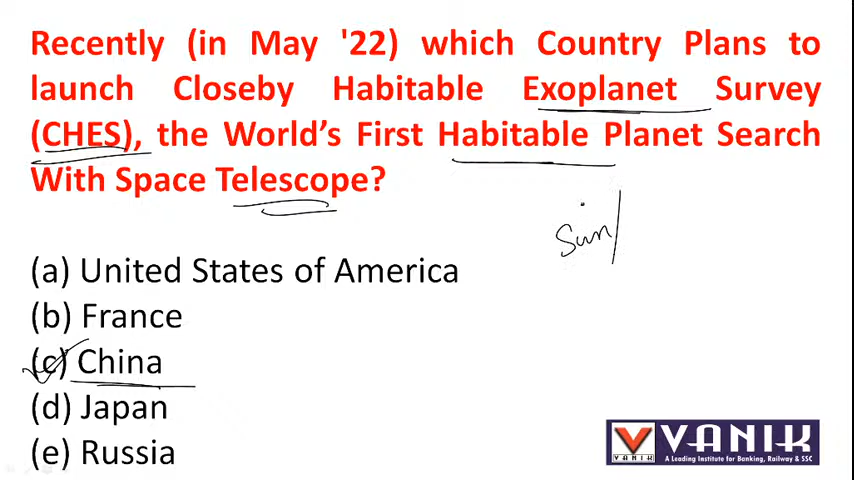 Recently (in May '22) which Country Plans to
launch Closeby Habitable Exoplanet Survey
(CHES), the World's First Habitable Planet Search
With Space Telescope?
Sun
(a) United States of America
(b) France
(c) China
(d) Japan
(e) Russia
VANIK
VANIK
A Leading Institute for Banking, Railway & SSC